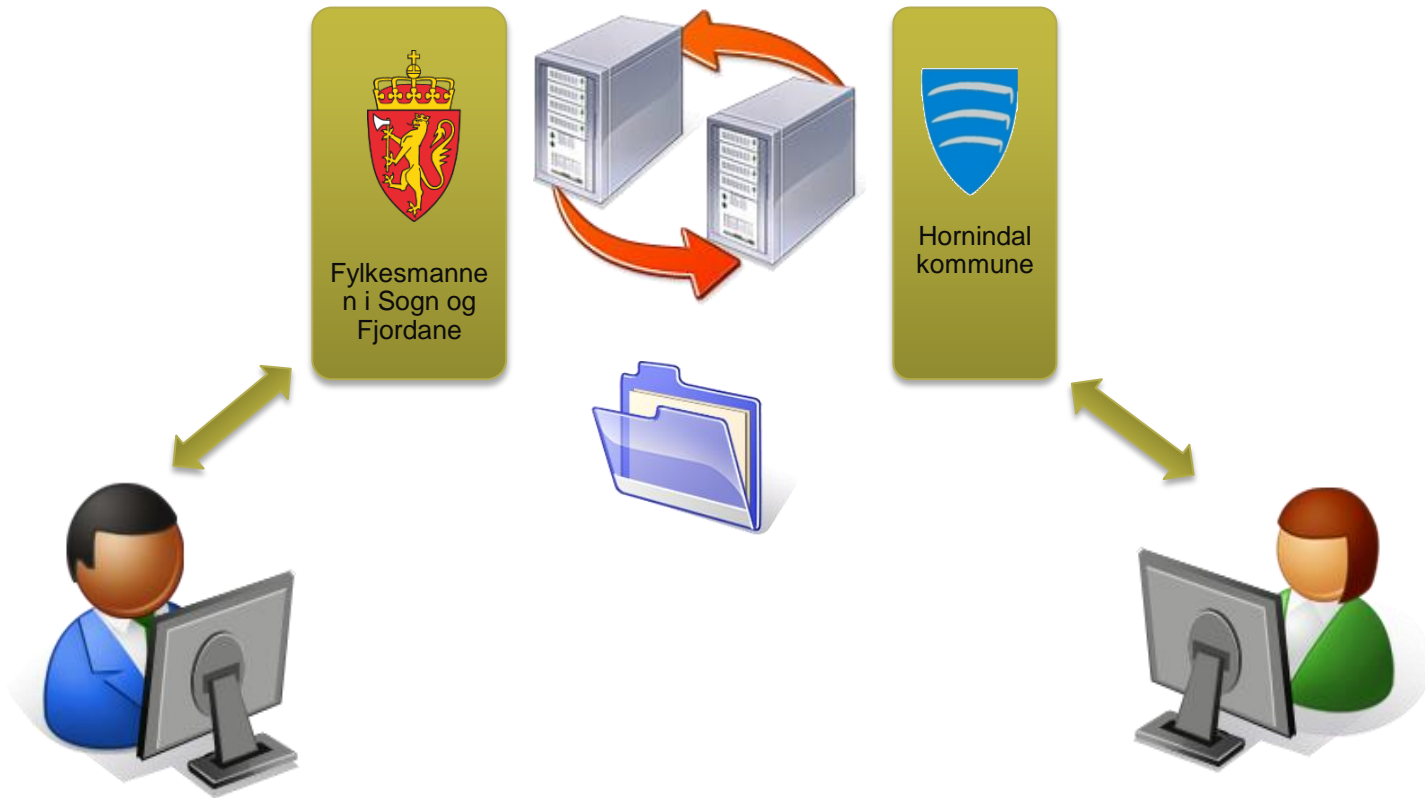 Fylkesmanne
n i Sogn og
Fjordane
Hornindal
kommune